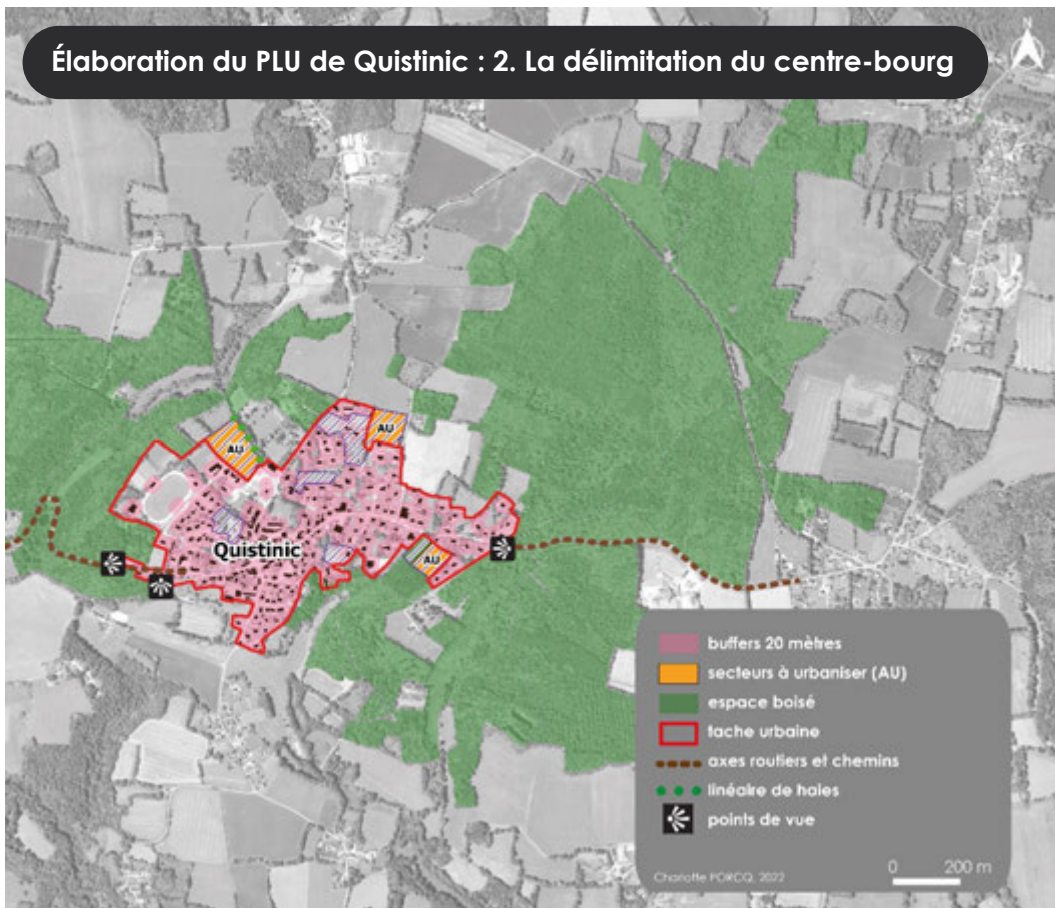 Élaboration du PLU de Quistinic : 2. La délimitation du centre-bourg
N
AU
AU
Quistinic
AU
buffers 20 mètres
secteurs à urbaniser (AU)
espace boisé
tache urbaine
axes routiers et chemins
linéaire de haies
points de vue
Charlotte PORCQ, 2022
0 200 m